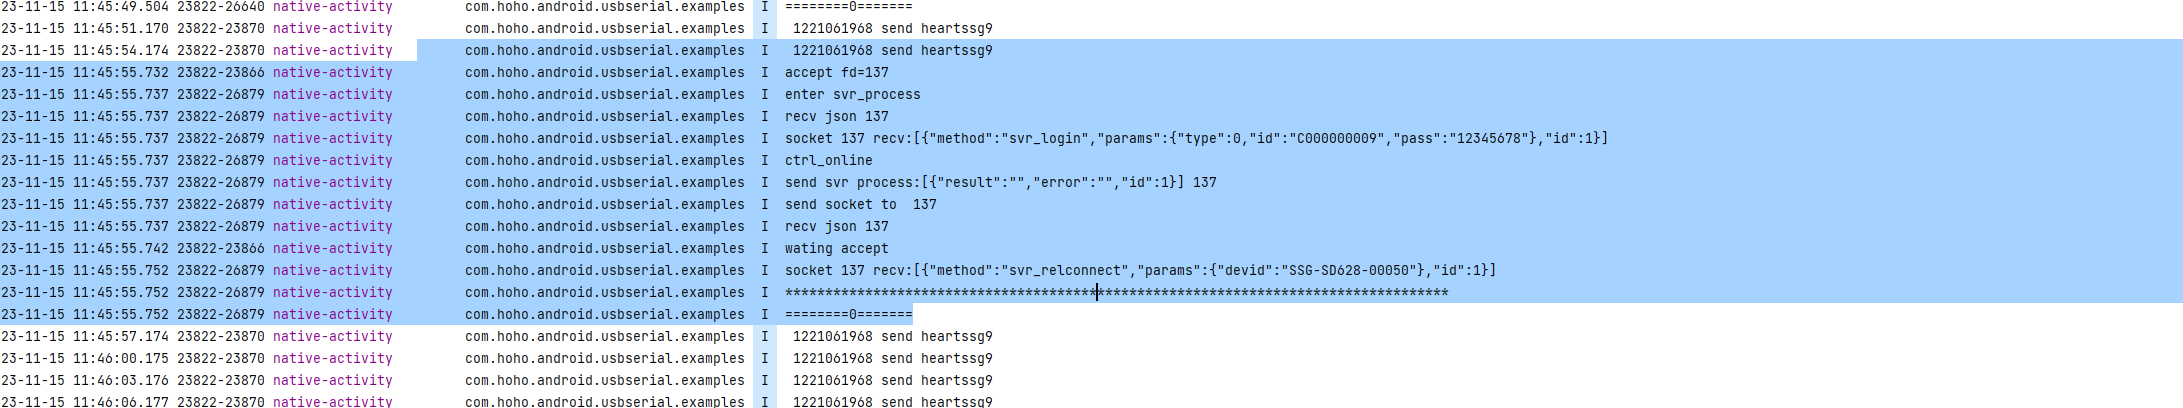 23-11-15 11:45:49.504 23822-26640 native-activity com.hoho.android.usbserial.examples I ========0=======
23-11-15 11:45:51.170 23822-23870 native-activity com.hoho.android.usbserial.examples I 1221061968 send heartssg9
23-11-15 11:45:54.174 23822-23870 native-activity com.hoho.android.usbserial.examples I 1221061968 send heartssg9
23-11-15 11:45:55.732 23822-23866 native-activity com.hoho.android.usbserial.examples I accept fd=137
23-11-15 11:45:55.737 23822-26879 native-activity com.hoho.android.usbserial.examples I enter svr_process
23-11-15 11:45:55.737 23822-26879 native-activity com.hoho.android.usbserial.examples I recv json 137
23-11-15 11:45:55.737 23822-26879 native-activity com.hoho.android.usbserial.examples I socket 137 recv:[{"method":"svr_login","params":{"type":0,"id":"C000000009","pass":"12345678"},"id":1}]
23-11-15 11:45:55.737 23822-26879 native-activity com.hoho.android.usbserial.examples I ctrl_online
23-11-15 11:45:55.737 23822-26879 native-activity com.hoho.android.usbserial.examples I send svr process:[{"result":"","error":"","id":1}] 137
23-11-15 11:45:55.737 23822-26879 native-activity com.hoho.android.usbserial.examples I send socket to  137
23-11-15 11:45:55.737 23822-26879 native-activity com.hoho.android.usbserial.examples I recv json 137
23-11-15 11:45:55.742 23822-23866 native-activity com.hoho.android.usbserial.examples I wating accept
23-11-15 11:45:55.752 23822-26879 native-activity com.hoho.android.usbserial.examples I socket 137 recv:[{"method":"svr_relconnect","params":{"devid":"SSG-SD628-00050"},"id":1}]
23-11-15 11:45:55.752 23822-26879 native-activity com.hoho.android.usbserial.examples I ***********************************************************************************
23-11-15 11:45:55.752 23822-26879 native-activity com.hoho.android.usbserial.examples I ========0=======
23-11-15 11:45:57.174 23822-23870 native-activity com.hoho.android.usbserial.examples I 1221061968 send heartssg9
23-11-15 11:46:00.175 23822-23870 native-activity com.hoho.android.usbserial.examples I 1221061968 send heartssg9
23-11-15 11:46:03.176 23822-23870 native-activity com.hoho.android.usbserial.examples I 1221061968 send heartssg9
23-11-15 11:46:06.177 23822-23870 native-activity com.hoho.android.usbserial.examples I 1221061968 send heartssg9